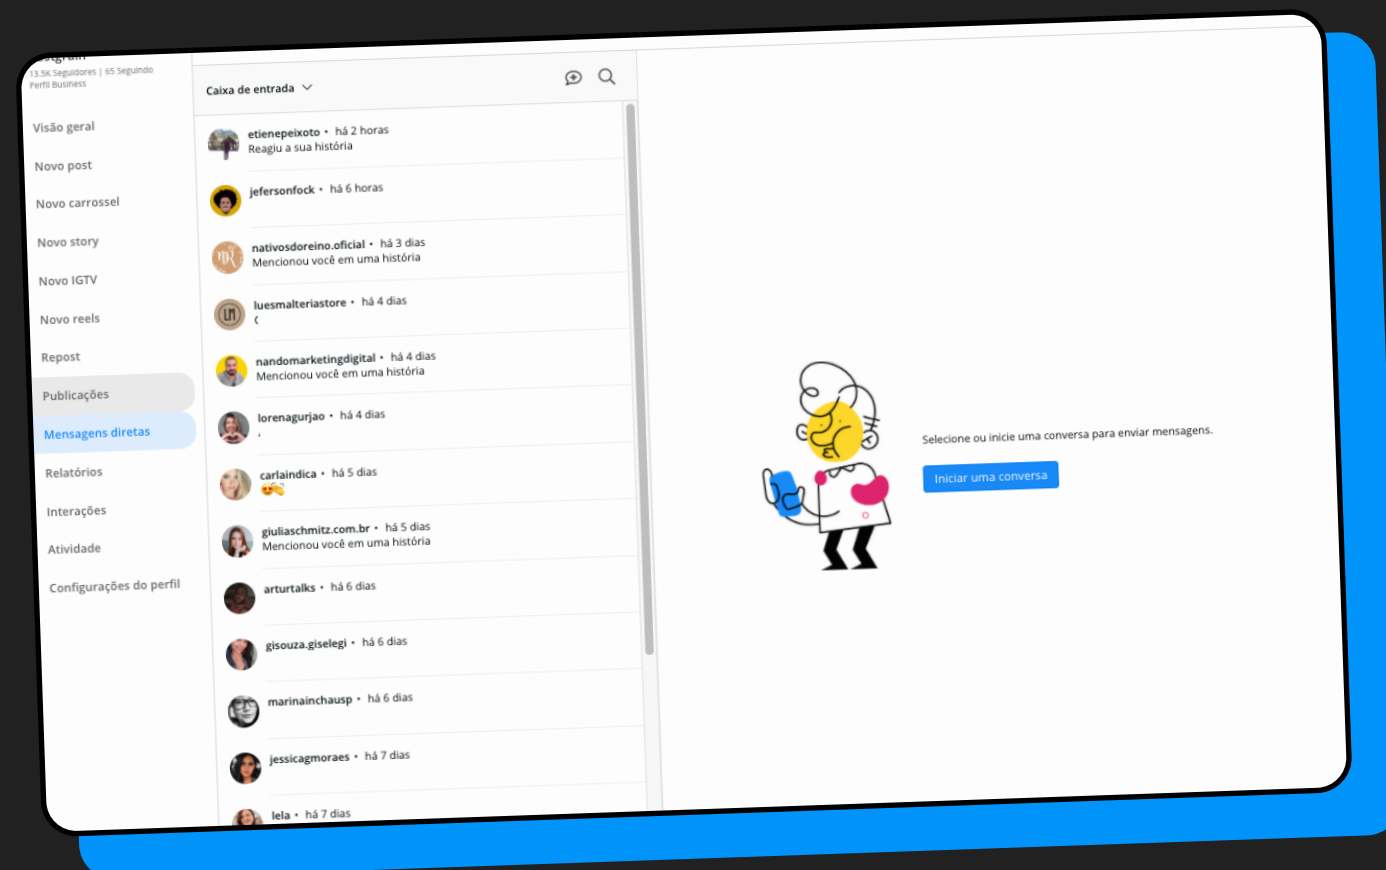 13.5K Seguidores | 65 Seguindo
Perfil Business
Visão geral
Novo post
Novo carrossel
Novo story
Novo IGTV
Novo reels
Repost
Publicações
Mensagens diretas
Relatórios
Interações
Atividade
Configurações do perfil
Caixa de entrada
etienepeixoto • há 2 horas
Reagiu a sua história
jefersonfock • há 6 horas
nativosdoreino.oficial • há 3 dias
Mencionou você em uma história
luesmalteriastore • há 4 dias
LM
nandomarketingdigital • há 4 dias
Mencionou você em uma história
lorenagurjao • há 4 dias
carlaindica • há 5 dias
😍👏
giuliaschmitz.com.br • há 5 dias
Mencionou você em uma história
arturtalks • há 6 dias
gisouza.giselegi • há 6 dias
marinainchausp • há 6 dias
jessicagmoraes • há 7 dias
lela • há 7 dias
Selecione ou inicie uma conversa para enviar mensagens.
Iniciar uma conversa